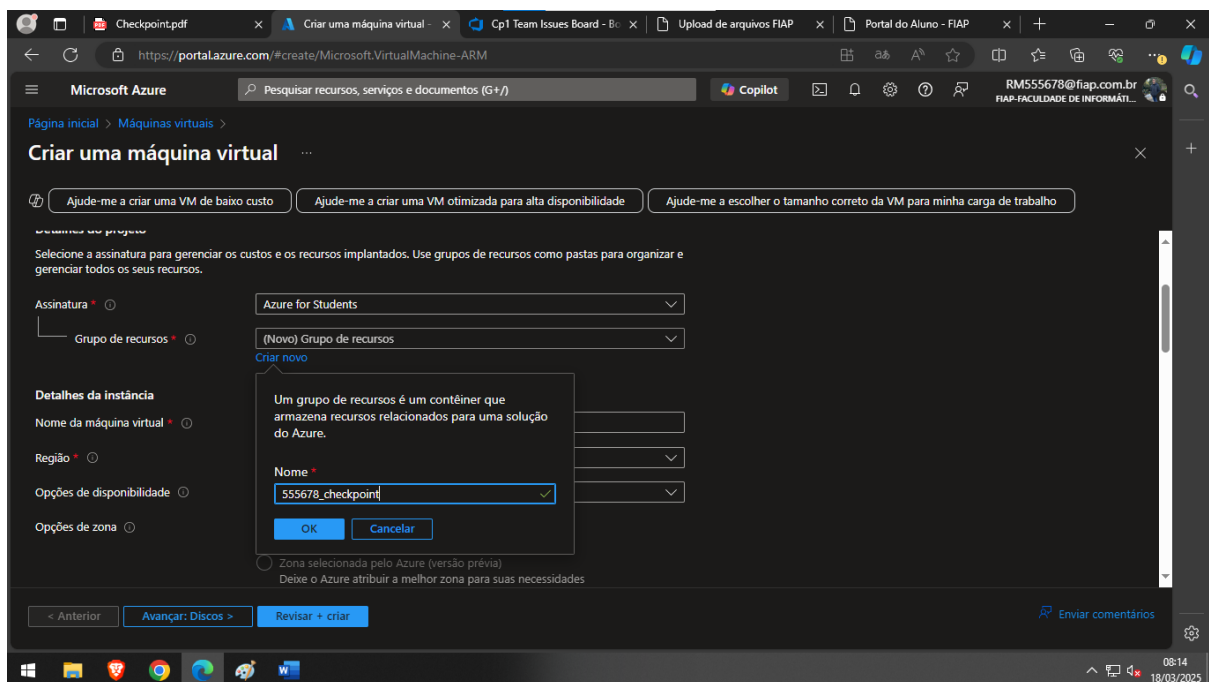 Checkpoint.pdf
Criar uma máquina virtual -
Cp1 Team Issues Board - Bo
Upload de arquivos FIAP
Portal do Aluno - FIAP
https://portal.azure.com/#create/Microsoft.VirtualMachine-ARM
Microsoft Azure
Pesquisar recursos, serviços e documentos (G+/)
Copilot
RM555678@fiap.com.br
FIAP-FACULDADE DE INFORMÁTI...
Página inicial > Máquinas virtuais >
Criar uma máquina virtual ...
Ajude-me a criar uma VM de baixo custo
Ajude-me a criar uma VM otimizada para alta disponibilidade
Ajude-me a escolher o tamanho correto da VM para minha carga de trabalho
Detalhes do projeto
Selecione a assinatura para gerenciar os custos e os recursos implantados. Use grupos de recursos como pastas para organizar e
gerenciar todos os seus recursos.
Assinatura *
Azure for Students
Grupo de recursos *
(Novo) Grupo de recursos
Criar novo
Um grupo de recursos é um contêiner que
armazena recursos relacionados para uma solução
do Azure.
Nome *
555678_checkpoint
OK
Cancelar
Detalhes da instância
Nome da máquina virtual *
Região *
Opções de disponibilidade
Opções de zona
Zona selecionada pelo Azure (versão prévia)
Deixe o Azure atribuir a melhor zona para suas necessidades
< Anterior
Avançar: Discos >
Revisar + criar
Enviar comentários
08:14
18/03/2025